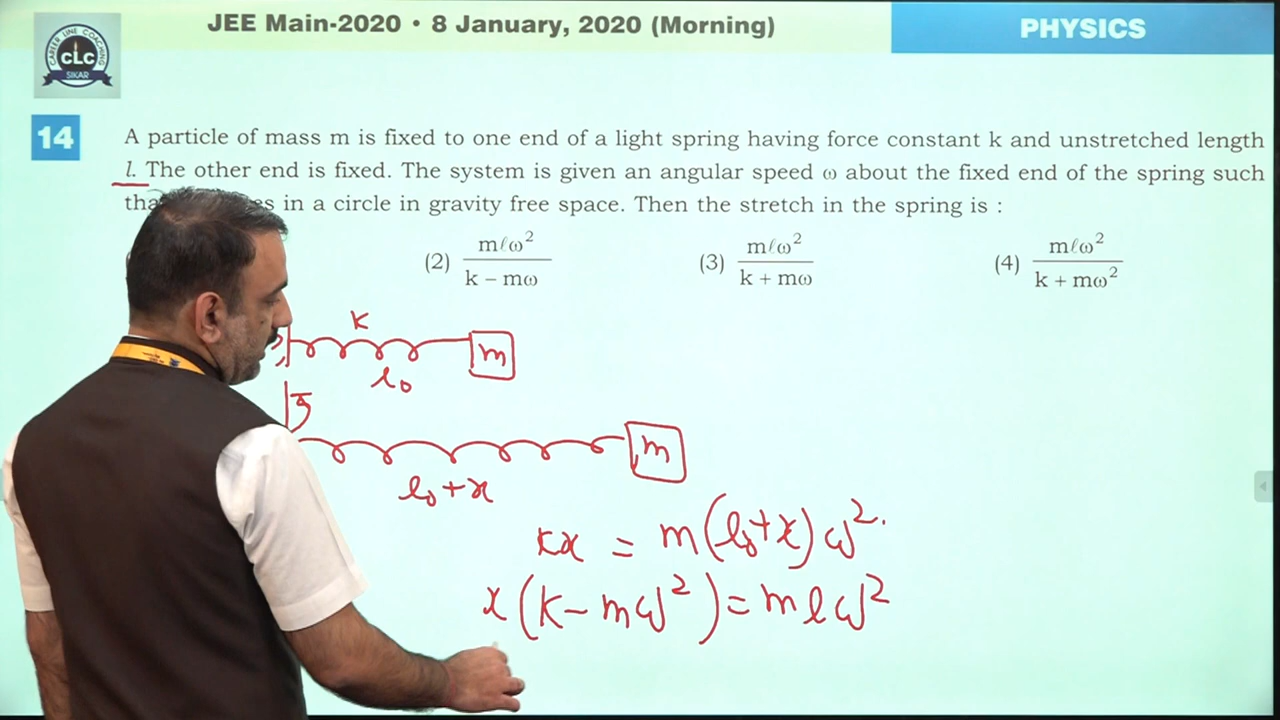 JEE Main-2020 • 8 January, 2020 (Morning)
PHYSICS
CAREER LINE COACHING
CLC
SIKAR
14
A particle of mass m is fixed to one end of a light spring having force constant k and unstretched length
l. The other end is fixed. The system is given an angular speed ω about the fixed end of the spring such
in a circle in gravity free space. Then the stretch in the spring is :
(2) mℓω²/(k – mω) (3) mℓω²/(k + mω) (4) mℓω²/(k + mω²)
K
m
l₀
m
l₀+x
kx = m(l₀+x)ω².
x(k–mω²)=mlω²